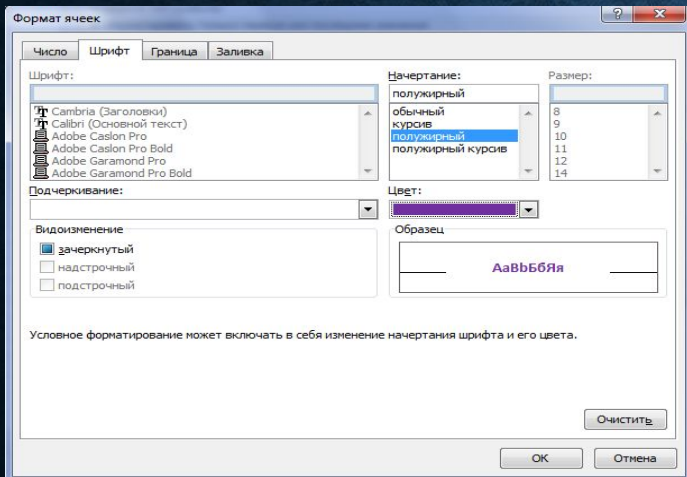 Формат ячеек
Число Шрифт Граница Заливка
Шрифт: Начертание: Размер:
полужирный
Cambria (Заголовки) обычный 8
Calibri (Основной текст) курсив 9
Adobe Caslon Pro полужирный 10
Adobe Caslon Pro Bold полужирный курсив 11
Adobe Garamond Pro 12
Adobe Garamond Pro Bold 14
Подчеркивание: Цвет:
Видоизменение Образец
зачеркнутый
надстрочный
подстрочный
АаВbБбЯя
Условное форматирование может включать в себя изменение начертания шрифта и его цвета.
Очистить
ОК Отмена